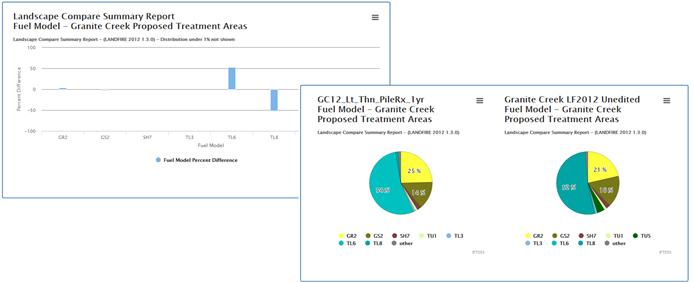 Landscape Compare Summary Report
Fuel Model - Granite Creek Proposed Treatment Areas
Landscape Compare Summary Report - (LANDFIRE 2012 1.3.0) - Distribution under 1% not shown
Percent Difference
100
50
0
-50
-100
GR2 GS2 SH7 TL3 TL6 TL8
Fuel Model
Fuel Model Percent Difference
GC12_Lt_Thn_PileRx_1yr
Fuel Model - Granite Creek
Proposed Treatment Areas
Landscape Compare Summary Report - (LANDFIRE 2012 1.3.0)
25 %
14 %
GR2 GS2 SH7 TU1 TL3
TL6 TL8 other
IFTDSS
Granite Creek LF2012 Unedited
Fuel Model - Granite Creek
Proposed Treatment Areas
Landscape Compare Summary Report - (LANDFIRE 2012 1.3.0)
21 %
GR2 GS2 SH7 TU1 TU5
TL3 TL6 TL8 other
IFTDSS